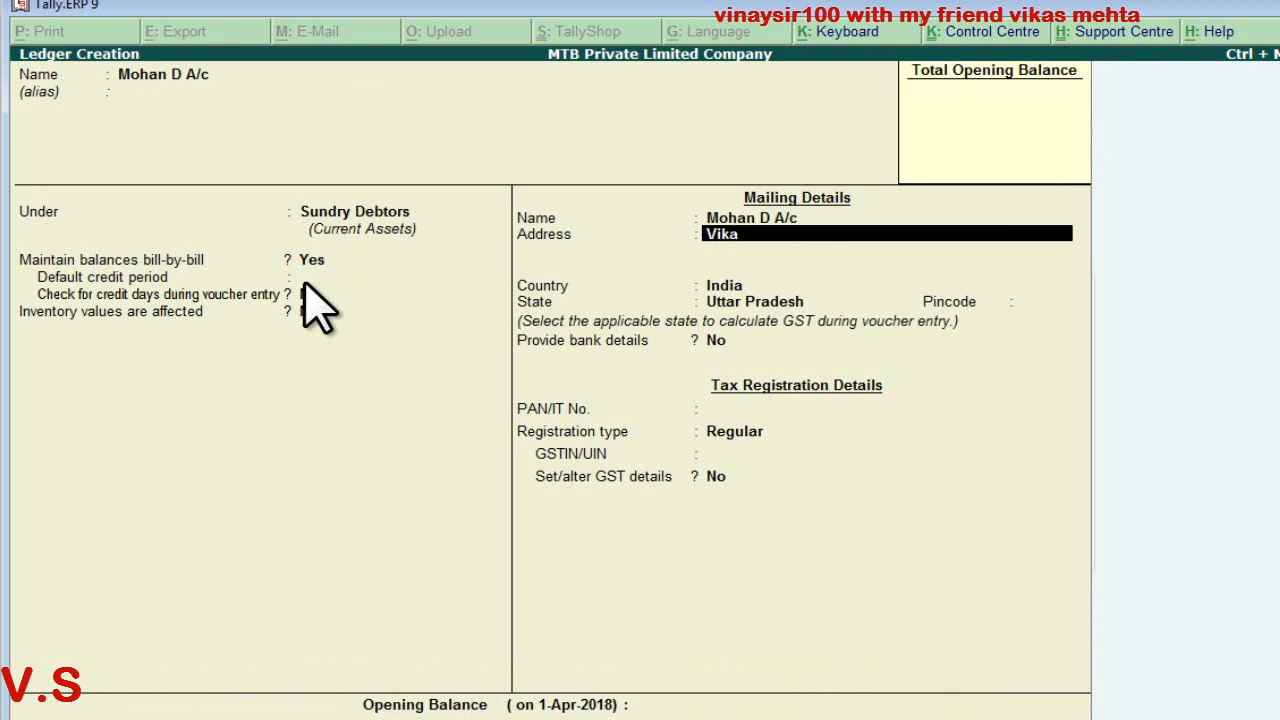 Tally.ERP 9
vinaysir100 with my friend vikas mehta
P: Print E: Export M: E-Mail O: Upload S: TallyShop G: Language K: Keyboard K: Control Centre H: Support Centre H: Help
Ledger Creation MTB Private Limited Company Ctrl + M
Name : Mohan D A/c
(alias) :
Total Opening Balance
Under : Sundry Debtors
(Current Assets)
Maintain balances bill-by-bill ? Yes
Default credit period :
Check for credit days during voucher entry ?
Inventory values are affected ?
Mailing Details
Name : Mohan D A/c
Address : Vika
Country : India
State : Uttar Pradesh Pincode :
(Select the applicable state to calculate GST during voucher entry.)
Provide bank details ? No
Tax Registration Details
PAN/IT No. :
Registration type : Regular
GSTIN/UIN :
Set/alter GST details ? No
V.S
Opening Balance ( on 1-Apr-2018) :